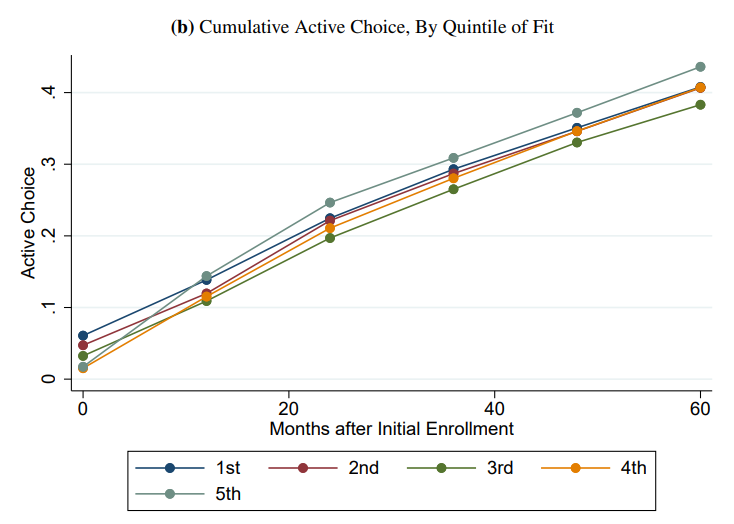 (b) Cumulative Active Choice, By Quintile of Fit
Active Choice
.4
.3
.2
.1
0
0 20 40 60
Months after Initial Enrollment
1st 2nd 3rd 4th
5th